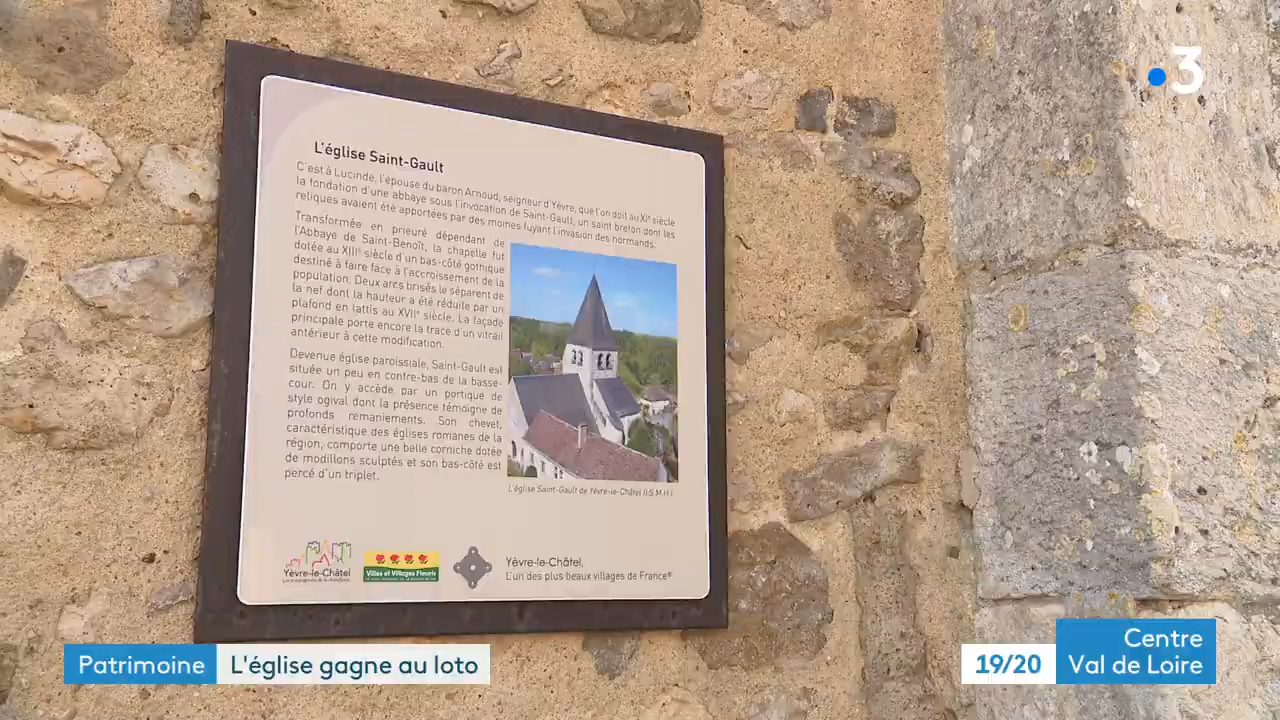 3
L'église Saint-Gault
C'est à Lucinde, l'épouse du baron Arnoud, seigneur d'Yèvre, que l'on doit au XIe siècle
la fondation d'une abbaye sous l'invocation de Saint-Gault, un saint breton dont les
reliques avaient été apportées par des moines fuyant l'invasion des normands.
Transformée en prieuré dépendant de
l'Abbaye de Saint-Benoît, la chapelle fut
dotée au XIIIe siècle d'un bas-côté gothique
destiné à faire face à l'accroissement de la
population. Deux arcs brisés le séparent de
la nef dont la hauteur a été réduite par un
plafond en lattis au XVIIe siècle. La façade
principale porte encore la trace d'un vitrail
antérieur à cette modification.
Devenue église paroissiale, Saint-Gault est
située un peu en contre-bas de la basse-
cour. On y accède par un portique de
style ogival dont la présence témoigne de
profonds remaniements. Son chevet,
caractéristique des églises romanes de la
région, comporte une belle corniche dotée
de modillons sculptés et son bas-côté est
percé d'un triplet.
L'église Saint-Gault de Yèvre-le-Châtel (I.S.M.H.)
Yèvre-le-Châtel
Villes et Villages Fleuris
Yèvre-le-Châtel,
L'un des plus beaux villages de France®
Patrimoine L'église gagne au loto
19/20 Centre
Val de Loire